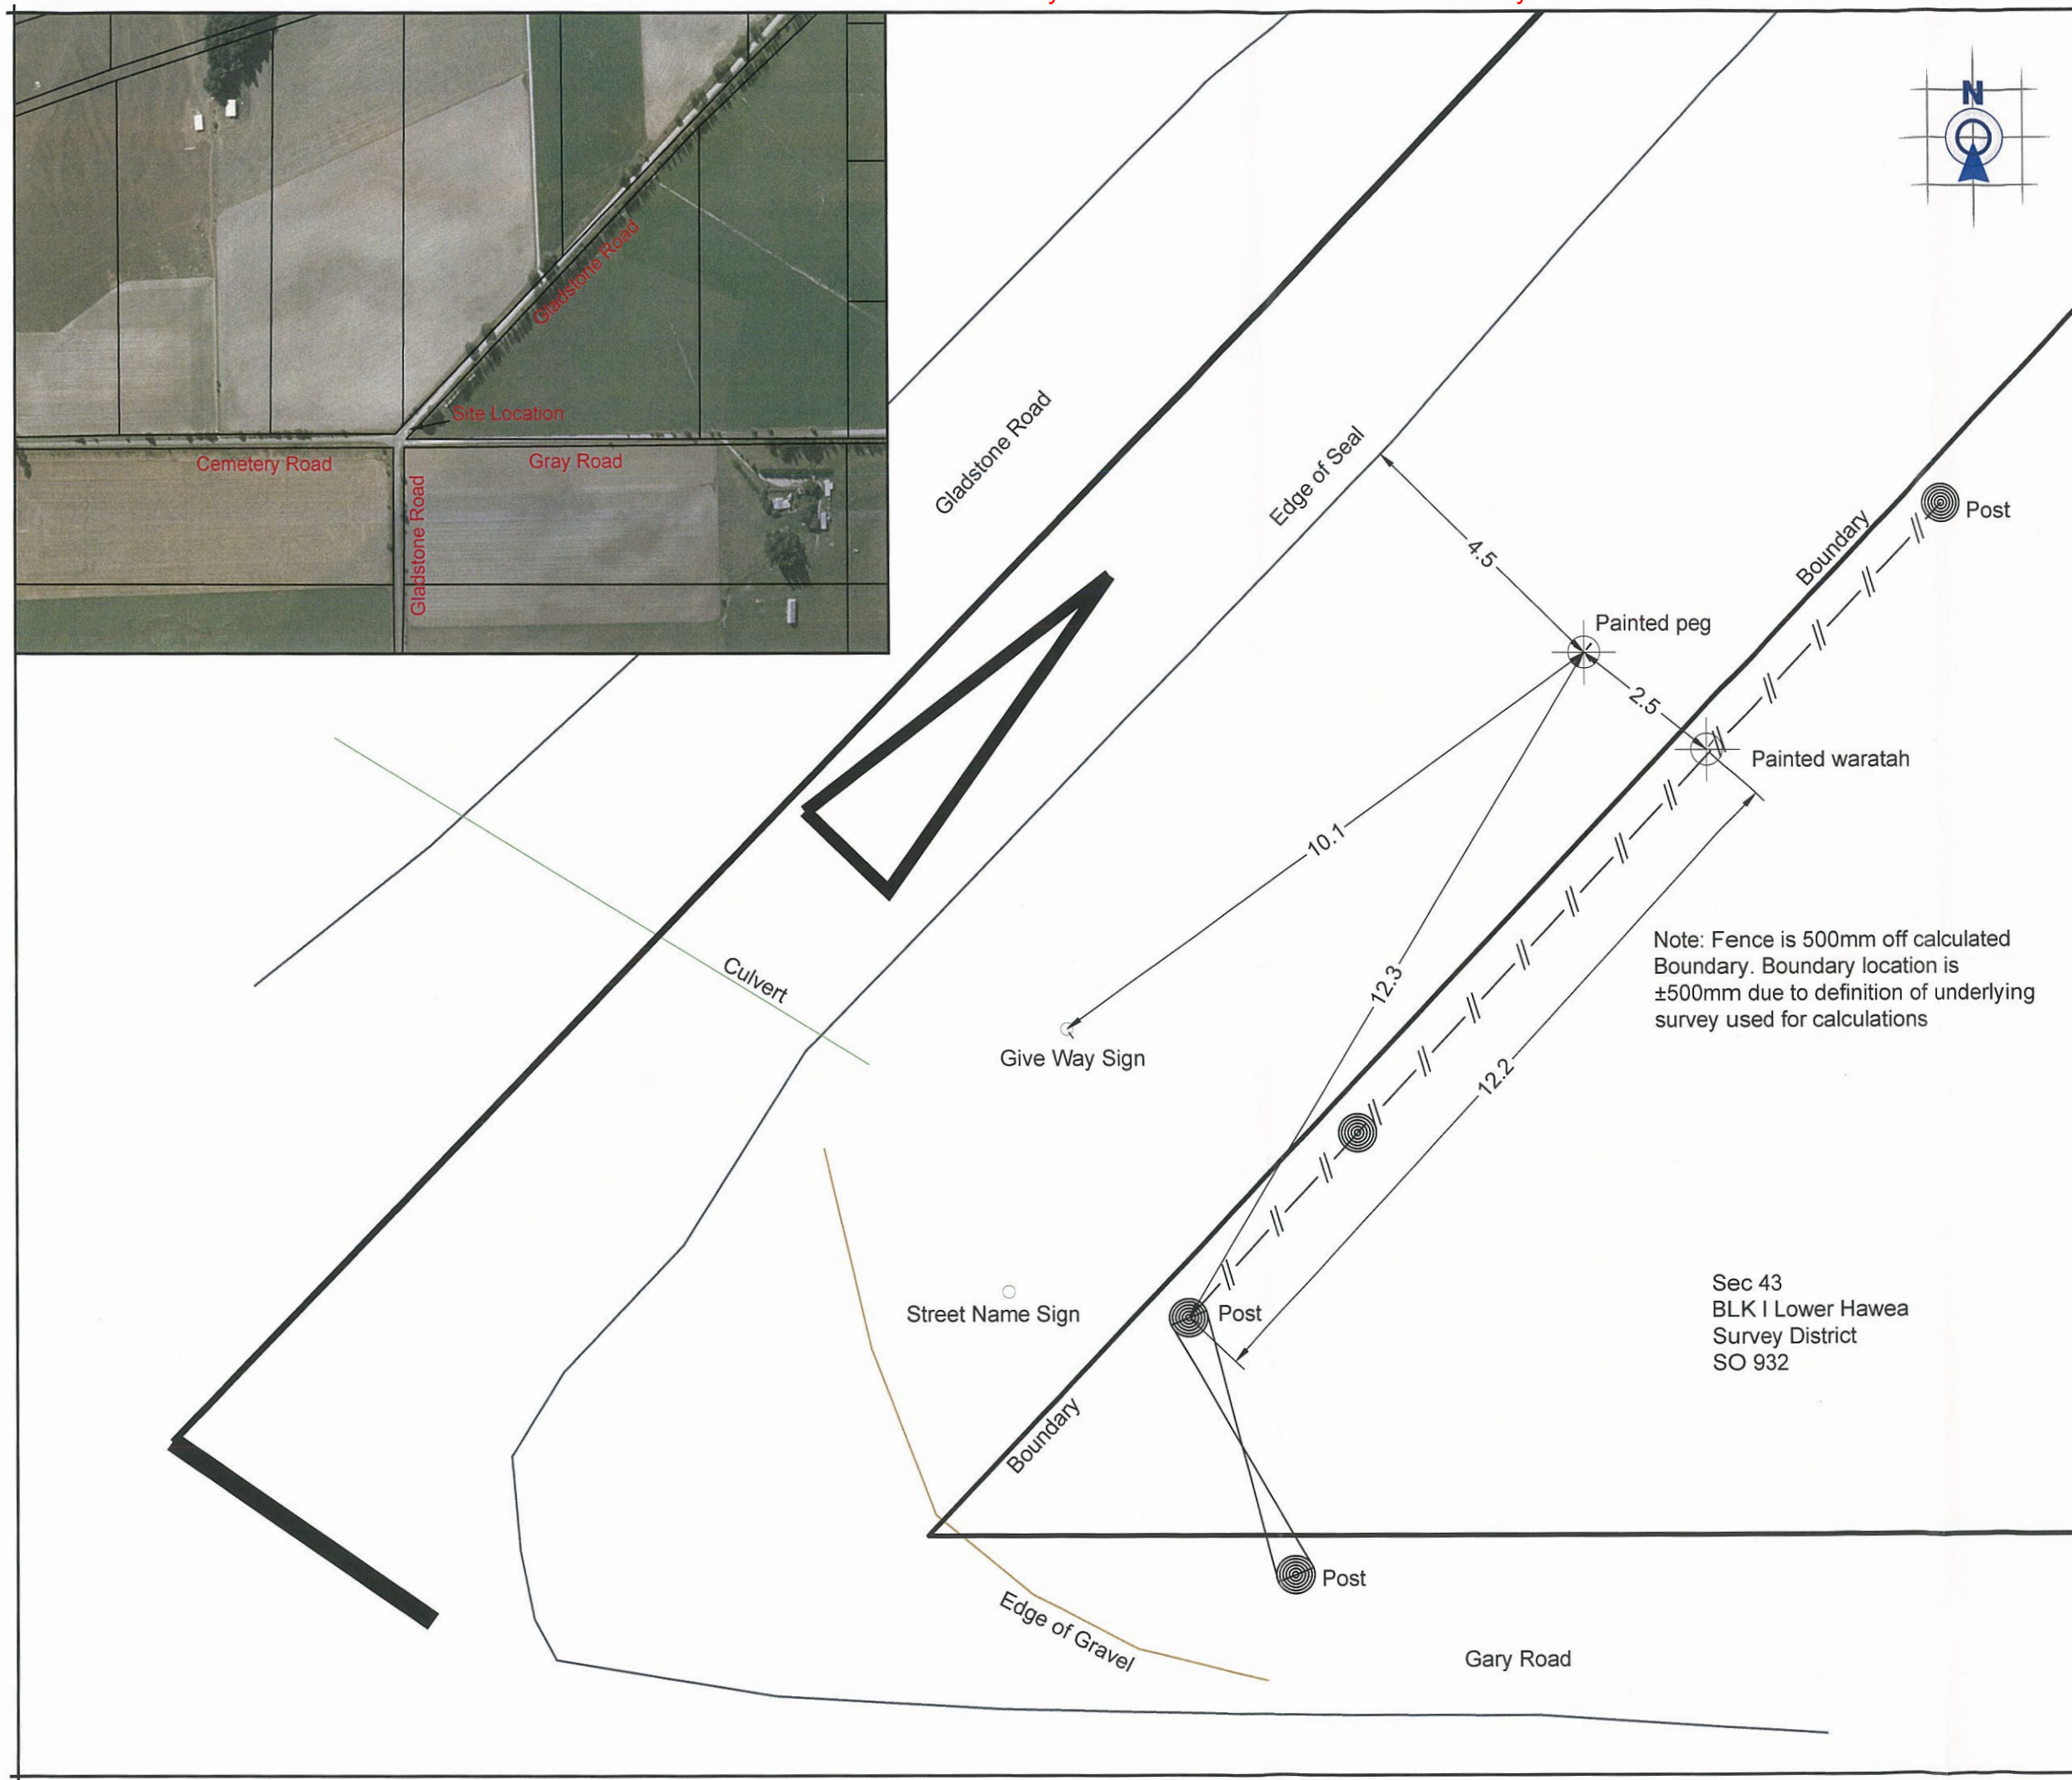 N
Gladstone Road
Site Location
Cemetery Road
Gray Road
Gladstone Road
Gladstone Road
Edge of Seal
4.5
Boundary
Post
Painted peg
2.5
Painted waratah
10.1
12.3
Note: Fence is 500mm off calculated
Boundary. Boundary location is
±500mm due to definition of underlying
survey used for calculations
Culvert
Give Way Sign
12.2
Street Name Sign
Post
Sec 43
BLK I Lower Hawea
Survey District
SO 932
Boundary
Post
Edge of Gravel
Gary Road